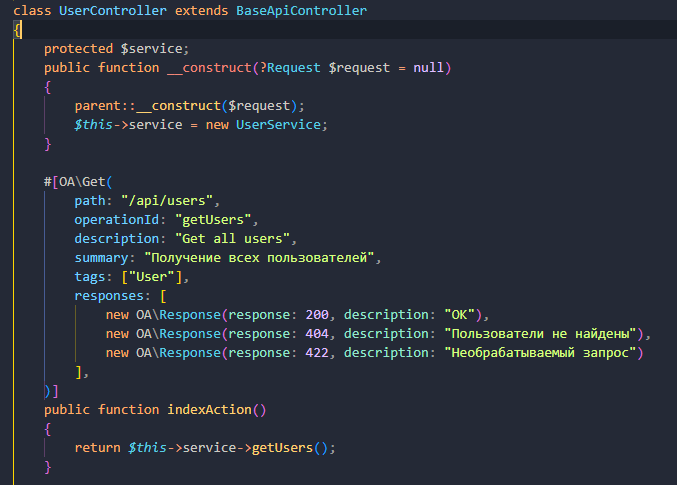 class UserController extends BaseApiController
{
    protected $service;
    public function __construct(?Request $request = null)
    {
        parent::__construct($request);
        $this->service = new UserService;
    }

    #[OA\Get(
        path: "/api/users",
        operationId: "getUsers",
        description: "Get all users",
        summary: "Получение всех пользователей",
        tags: ["User"],
        responses: [
            new OA\Response(response: 200, description: "OK"),
            new OA\Response(response: 404, description: "Пользователи не найдены"),
            new OA\Response(response: 422, description: "Необрабатываемый запрос")
        ],
    )]
    public function indexAction()
    {
        return $this->service->getUsers();
    }